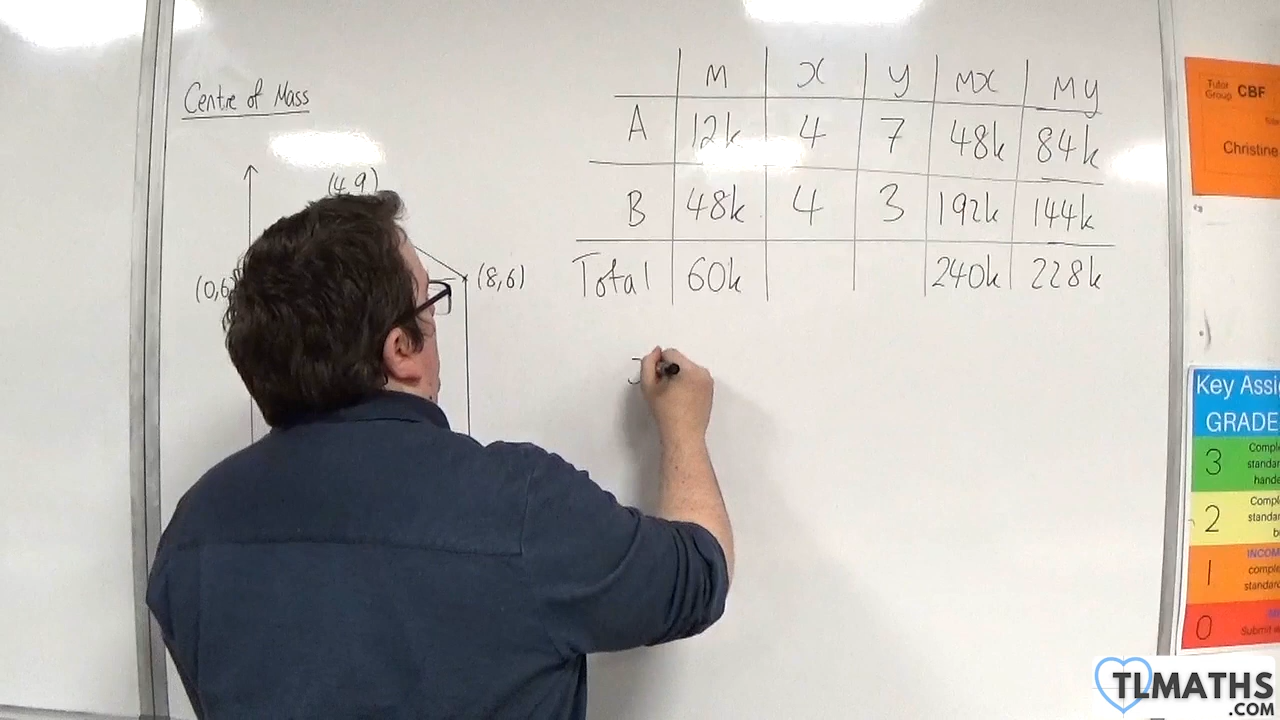 Centre of Mass
(4,9)
(0,6)
(8,6)
M x y Mx My
A 12k 4 7 48k 84k
B 48k 4 3 192k 144k
Total 60k 240k 228k
Tutor Group CBF
Christine
Key Assi
GRADE
3 Compl standar hande
2 Compl standar
1 INCOM comple standar
0 Submit
TLMATHS
.COM